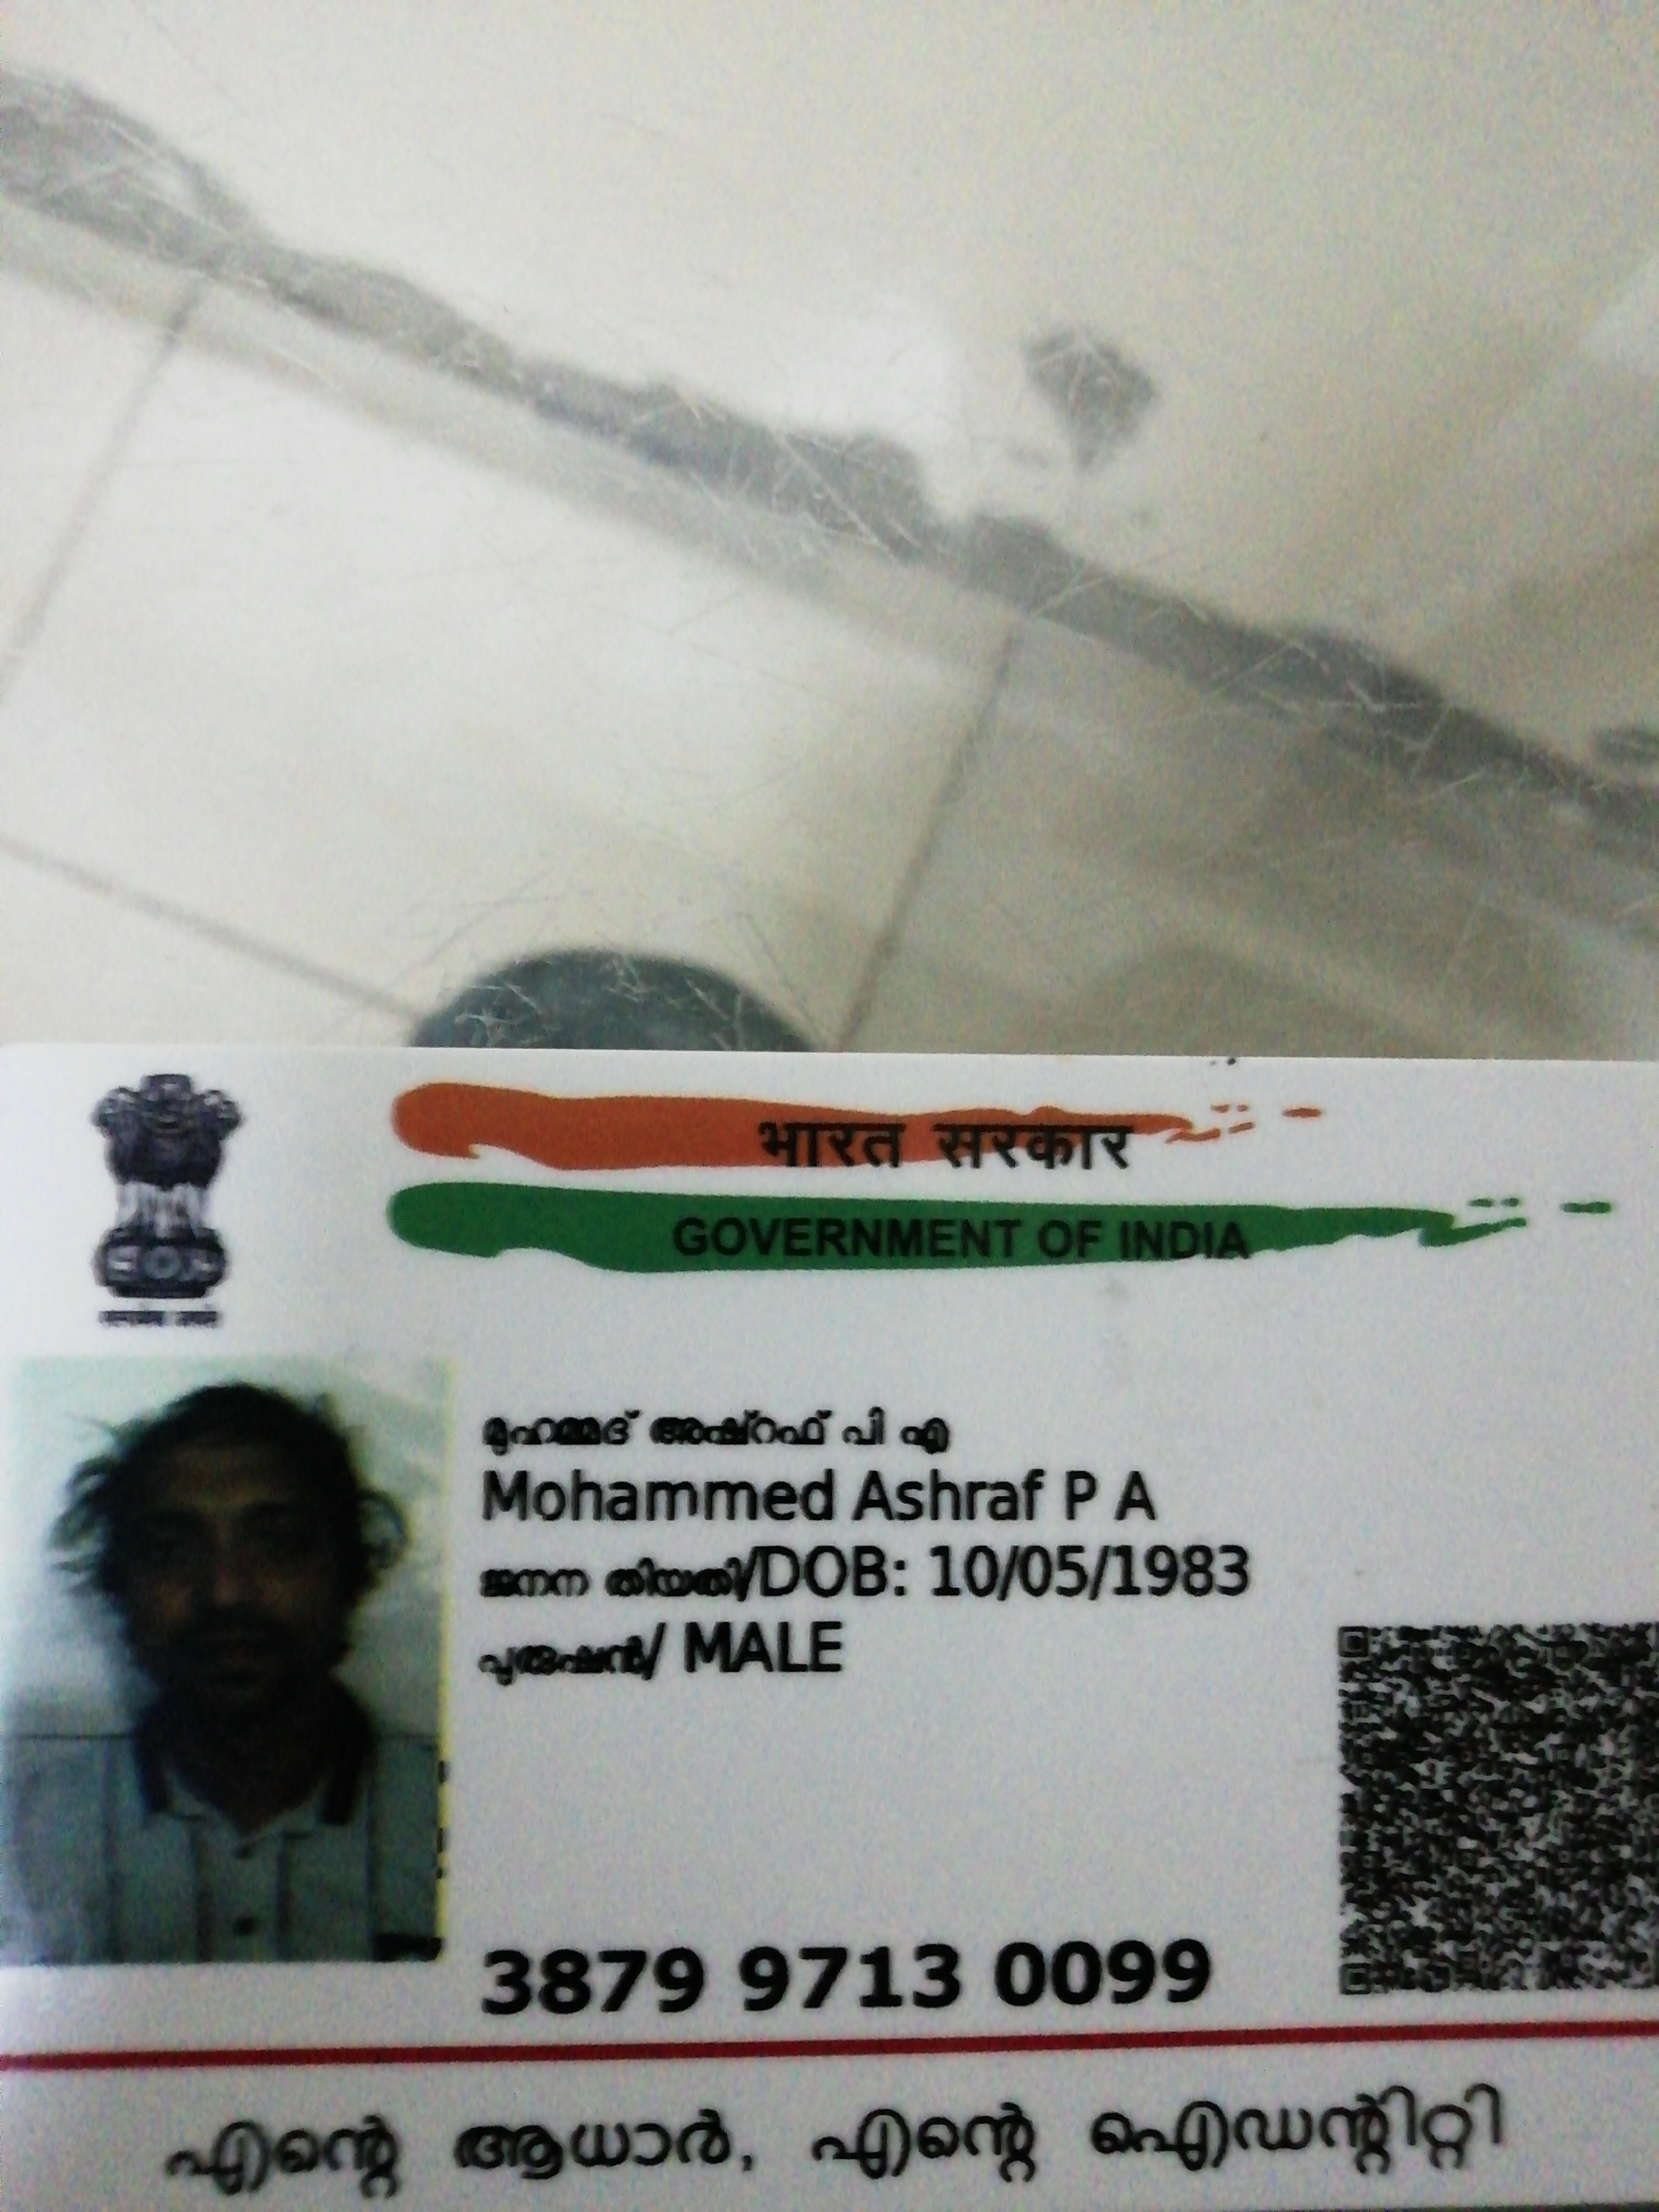 भारत सरकार
GOVERNMENT OF INDIA
മുഹമ്മദ് അഷ്റഫ് പി എ
Mohammed Ashraf P A
ജനന തിയതി/DOB: 10/05/1983
പുരുഷൻ/ MALE
3879 9713 0099
എന്റെ ആധാർ, എന്റെ ഐഡന്റിറ്റി